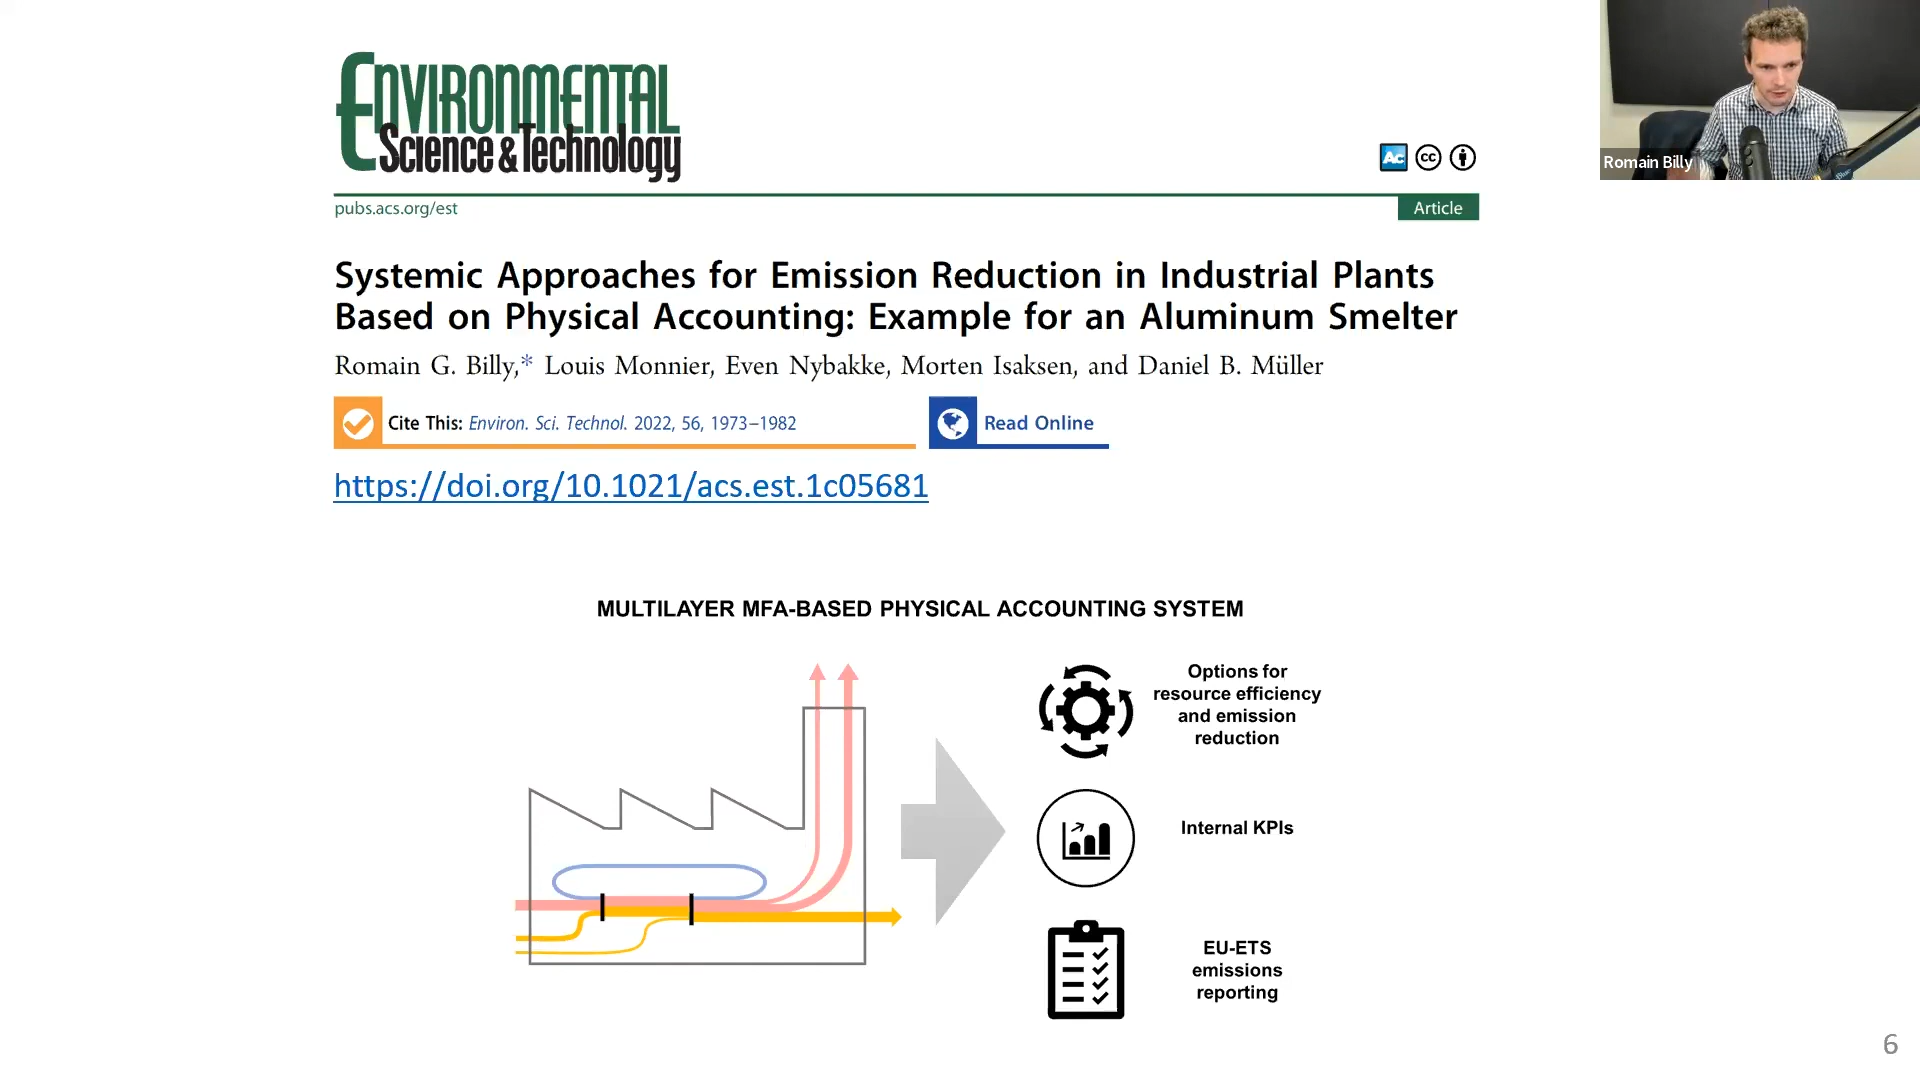 ENVIRONMENTAL
Science & Technology
Romain Billy
pubs.acs.org/est
Article
Systemic Approaches for Emission Reduction in Industrial Plants
Based on Physical Accounting: Example for an Aluminum Smelter
Romain G. Billy,* Louis Monnier, Even Nybakke, Morten Isaksen, and Daniel B. Müller
Cite This: Environ. Sci. Technol. 2022, 56, 1973−1982
Read Online
https://doi.org/10.1021/acs.est.1c05681
MULTILAYER MFA-BASED PHYSICAL ACCOUNTING SYSTEM
Options for
resource efficiency
and emission
reduction
Internal KPIs
EU-ETS
emissions
reporting
6